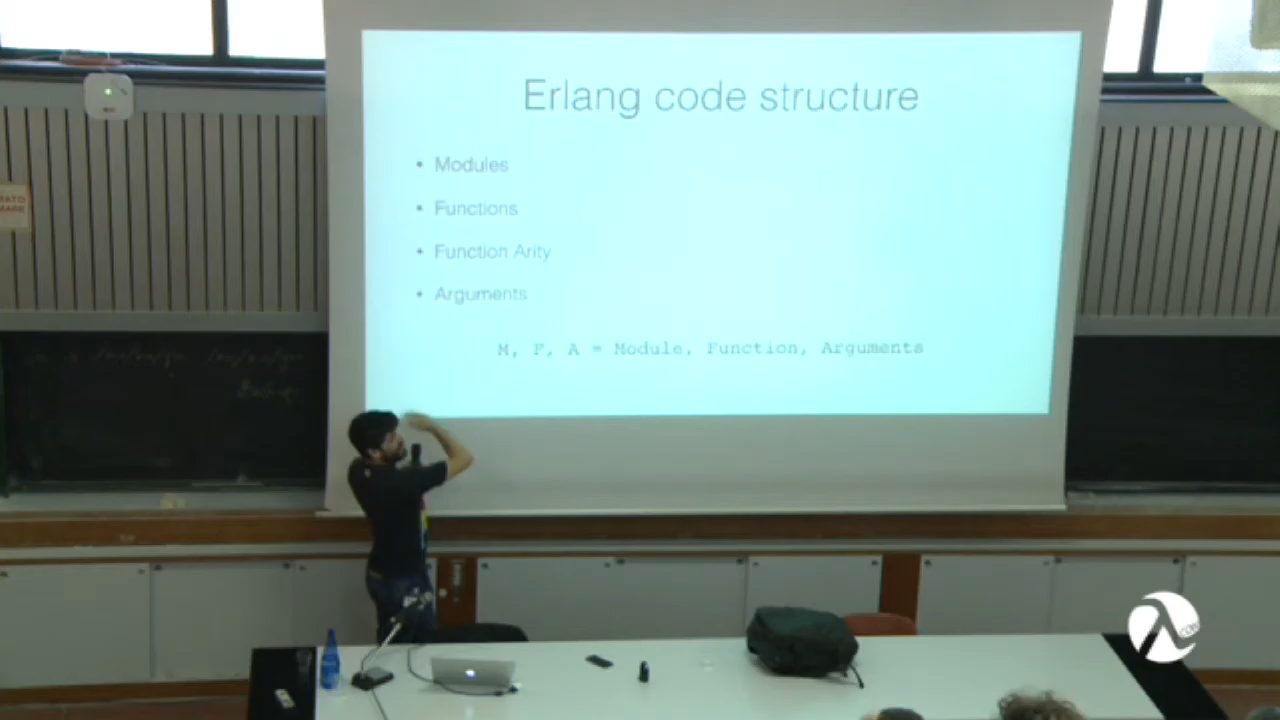 Erlang code structure
• Modules
• Functions
• Function Arity
• Arguments
M, F, A = Module, Function, Arguments